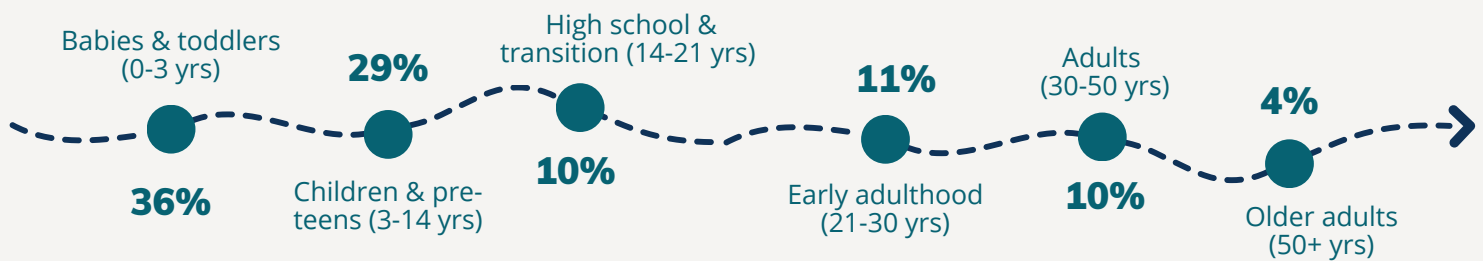 Babies & toddlers
(0-3 yrs)
36%
29%
Children & pre-
teens (3-14 yrs)
High school &
transition (14-21 yrs)
10%
11%
Early adulthood
(21-30 yrs)
Adults
(30-50 yrs)
10%
4%
Older adults
(50+ yrs)